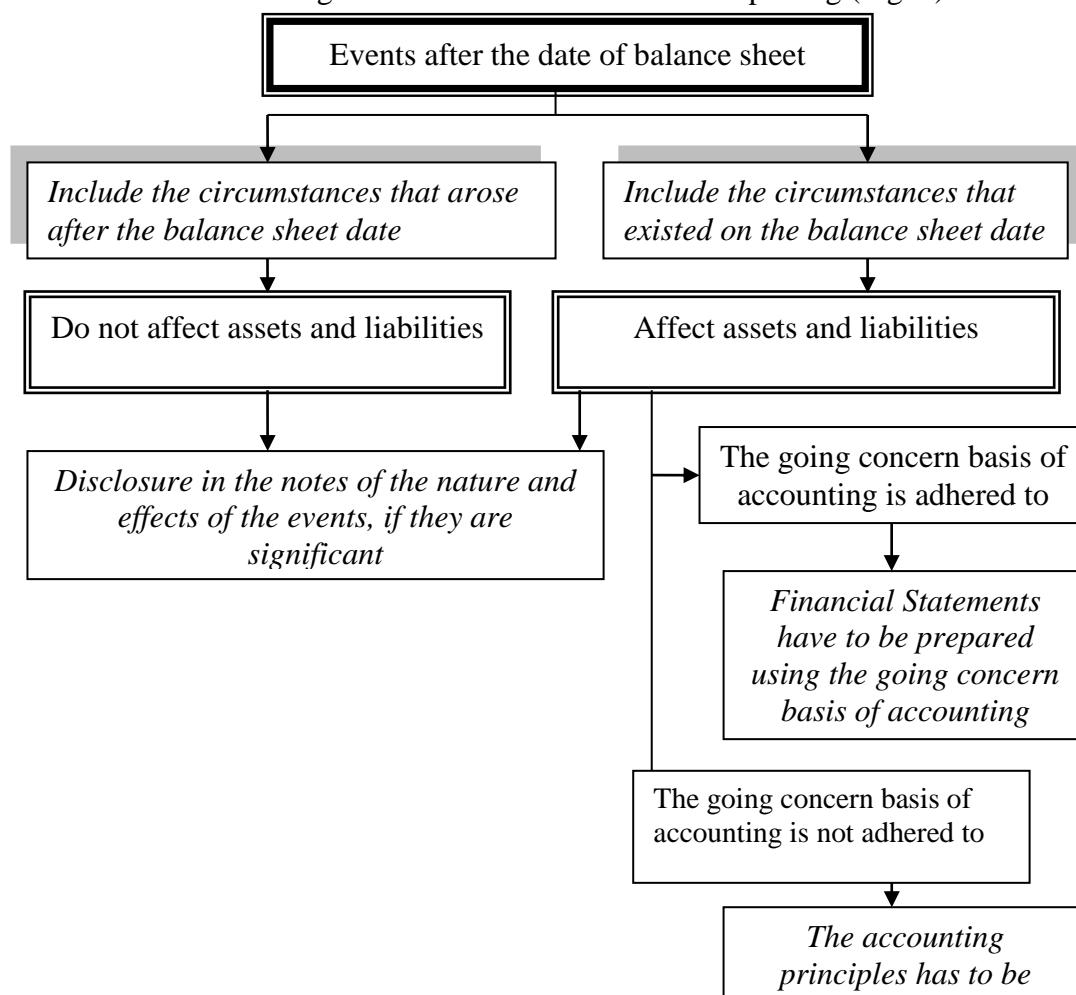 Events after the date of balance sheet
Include the circumstances that arose
after the balance sheet date
Include the circumstances that
existed on the balance sheet date
Do not affect assets and liabilities
Affect assets and liabilities
Disclosure in the notes of the nature and
effects of the events, if they are
significant
The going concern basis of
accounting is adhered to
Financial Statements
have to be prepared
using the going concern
basis of accounting
The going concern basis of
accounting is not adhered to
The accounting
principles has to be